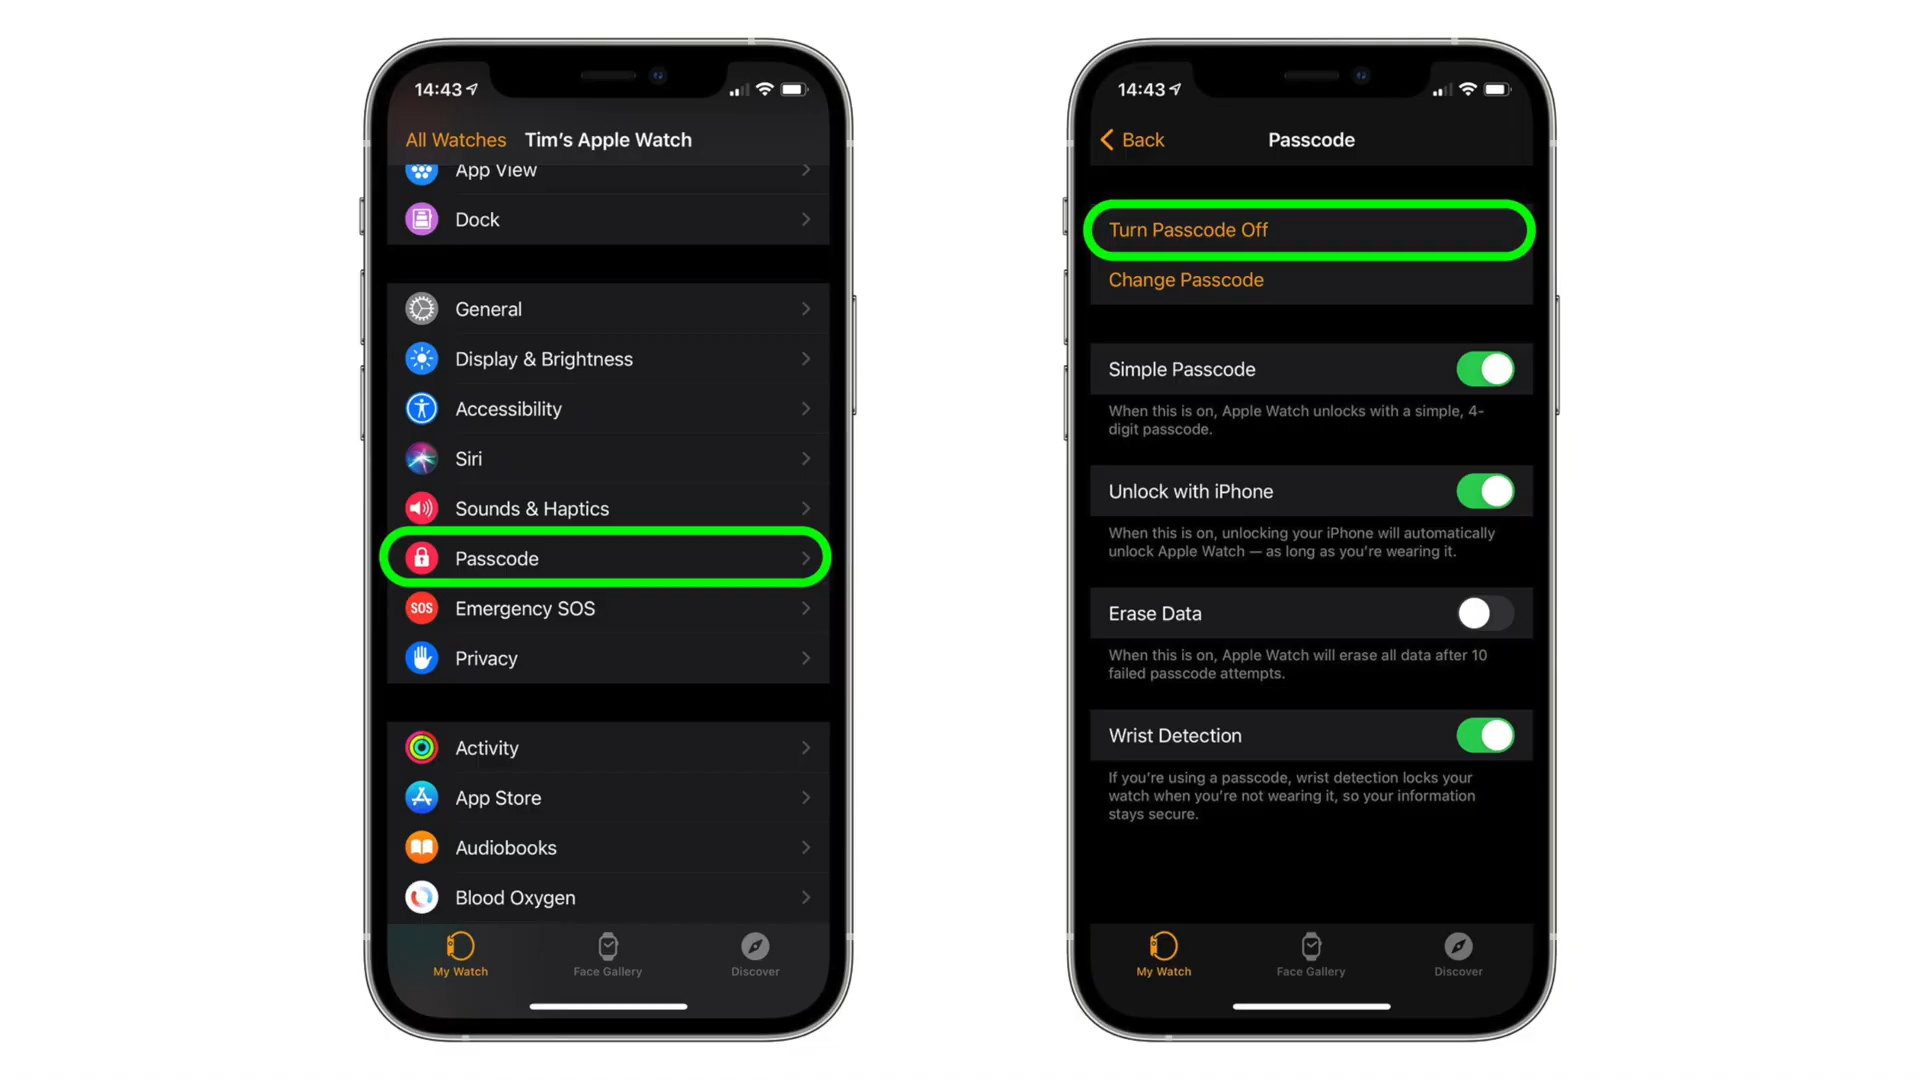 14:43
All Watches Tim's Apple Watch
App View
Dock
General
Display & Brightness
Accessibility
Siri
Sounds & Haptics
Passcode
SOS Emergency SOS
Privacy
Activity
App Store
Audiobooks
Blood Oxygen
My Watch Face Gallery Discover
14:43
Back Passcode
Turn Passcode Off
Change Passcode
Simple Passcode
When this is on, Apple Watch unlocks with a simple, 4-
digit passcode.
Unlock with iPhone
When this is on, unlocking your iPhone will automatically
unlock Apple Watch — as long as you're wearing it.
Erase Data
When this is on, Apple Watch will erase all data after 10
failed passcode attempts.
Wrist Detection
If you're using a passcode, wrist detection locks your
watch when you're not wearing it, so your information
stays secure.
My Watch Face Gallery Discover